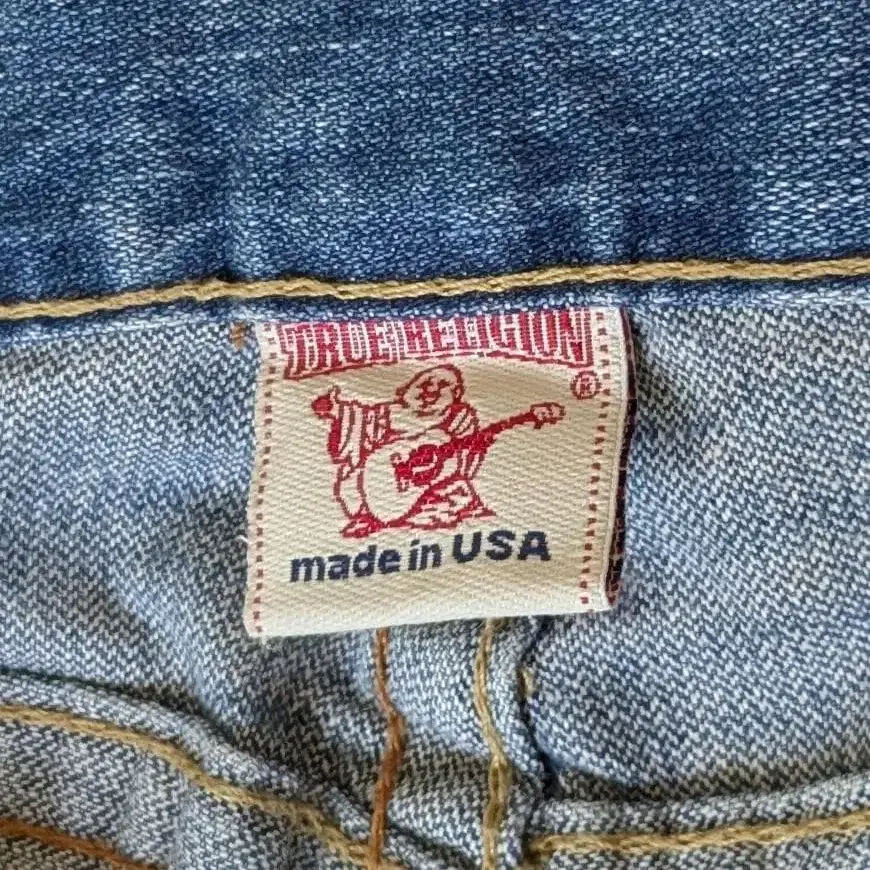 TRUE RELIGION
®
made in USA